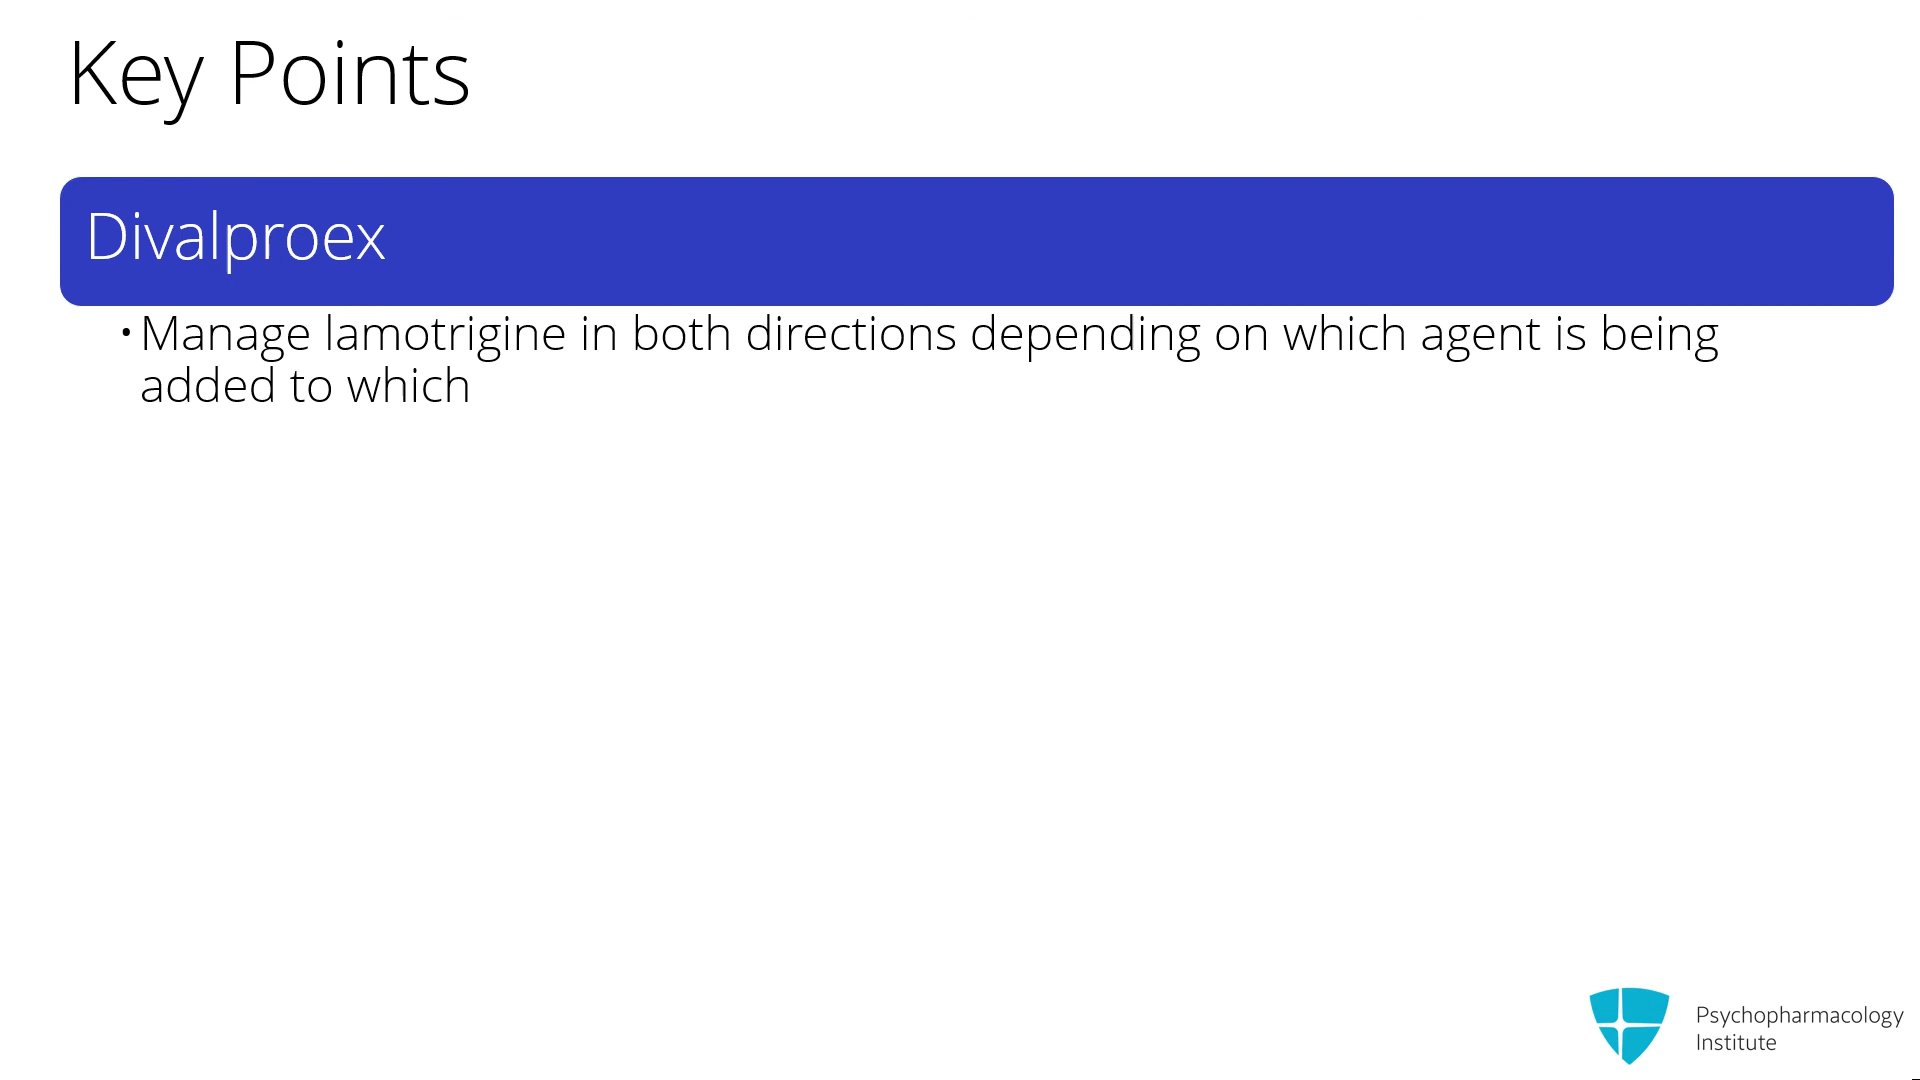 Key Points
Divalproex
• Manage lamotrigine in both directions depending on which agent is being
added to which
Psychopharmacology
Institute